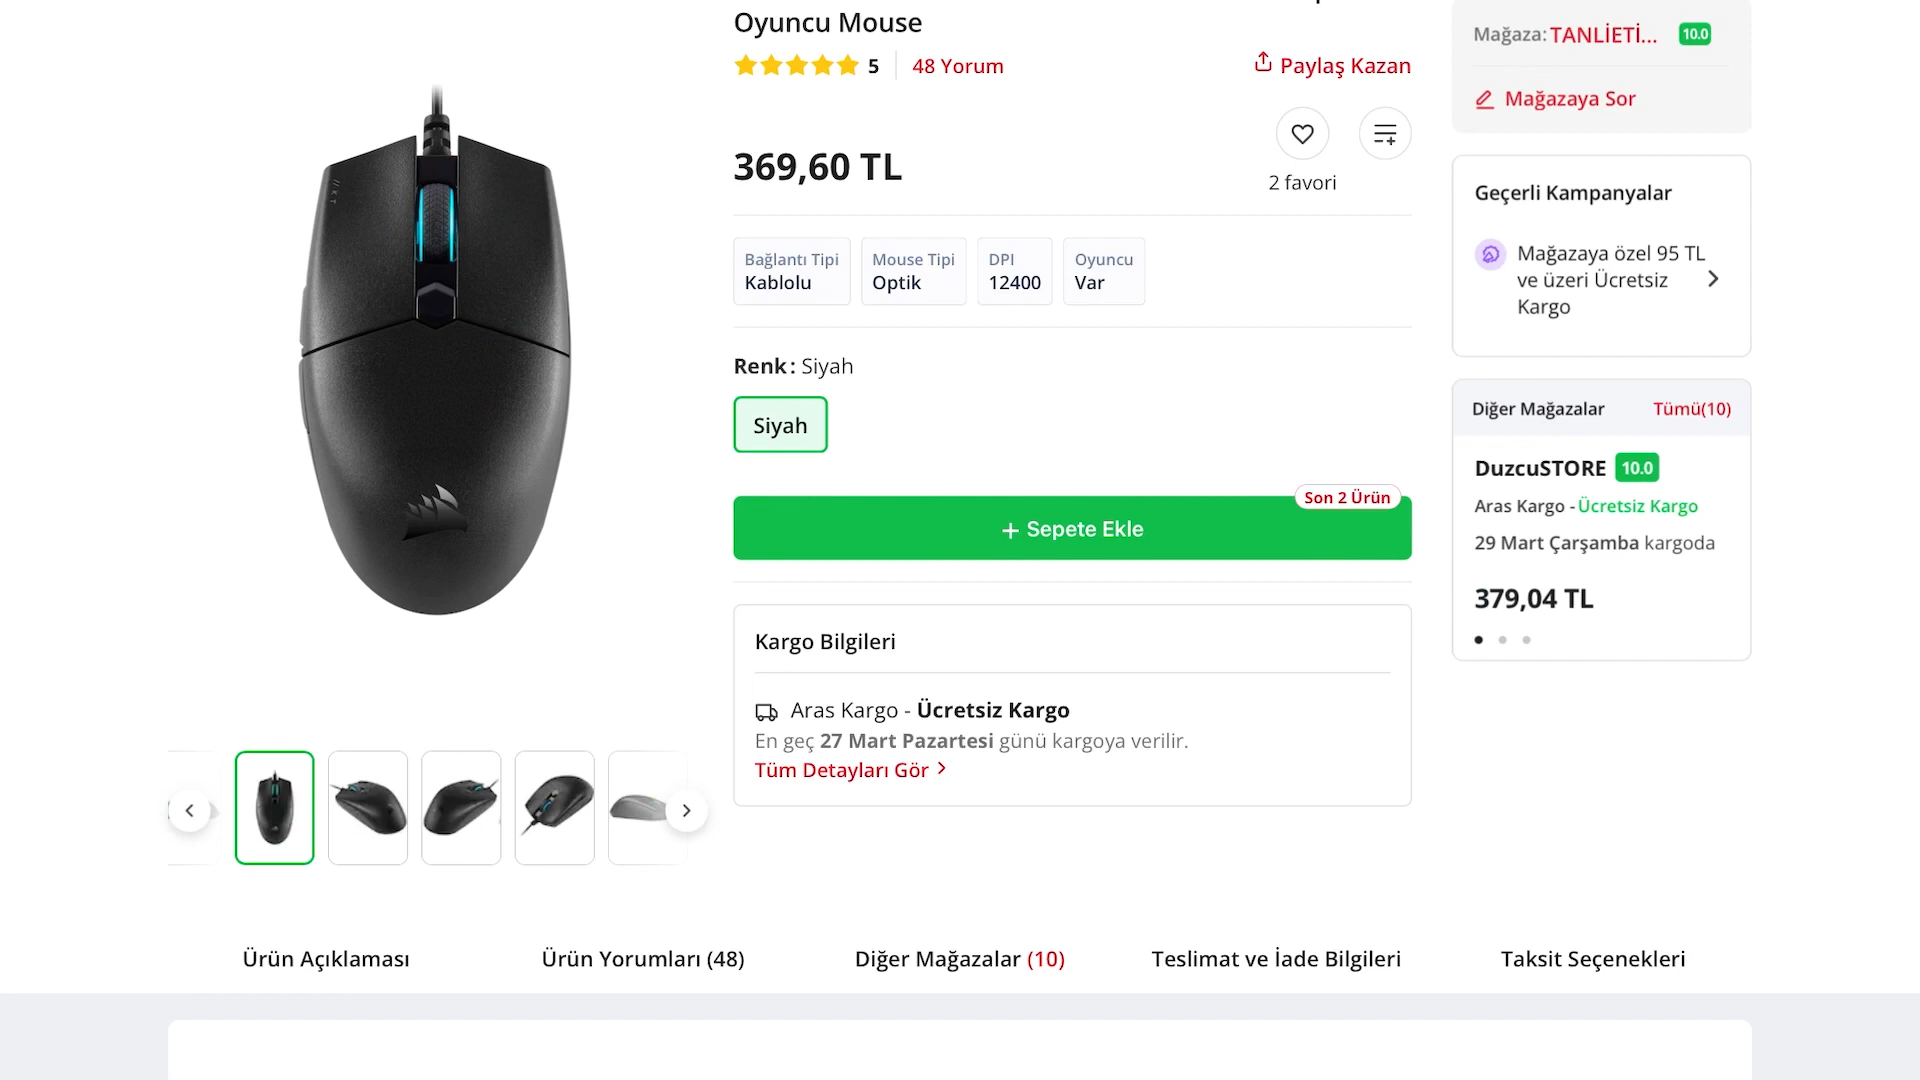 Oyuncu Mouse
5
48 Yorum
Paylaş Kazan
369,60 TL
2 favori
Bağlantı Tipi
Kablolu
Mouse Tipi
Optik
DPI
12400
Oyuncu
Var
Renk : Siyah
Siyah
Son 2 Ürün
+ Sepete Ekle
Kargo Bilgileri
Aras Kargo - Ücretsiz Kargo
En geç 27 Mart Pazartesi günü kargoya verilir.
Tüm Detayları Gör
Mağaza: TANLİETİ... 10.0
Mağazaya Sor
Geçerli Kampanyalar
Mağazaya özel 95 TL
ve üzeri Ücretsiz
Kargo
Diğer Mağazalar
Tümü(10)
DuzcuSTORE 10.0
Aras Kargo - Ücretsiz Kargo
29 Mart Çarşamba kargoda
379,04 TL
Ürün Açıklaması
Ürün Yorumları (48)
Diğer Mağazalar (10)
Teslimat ve İade Bilgileri
Taksit Seçenekleri